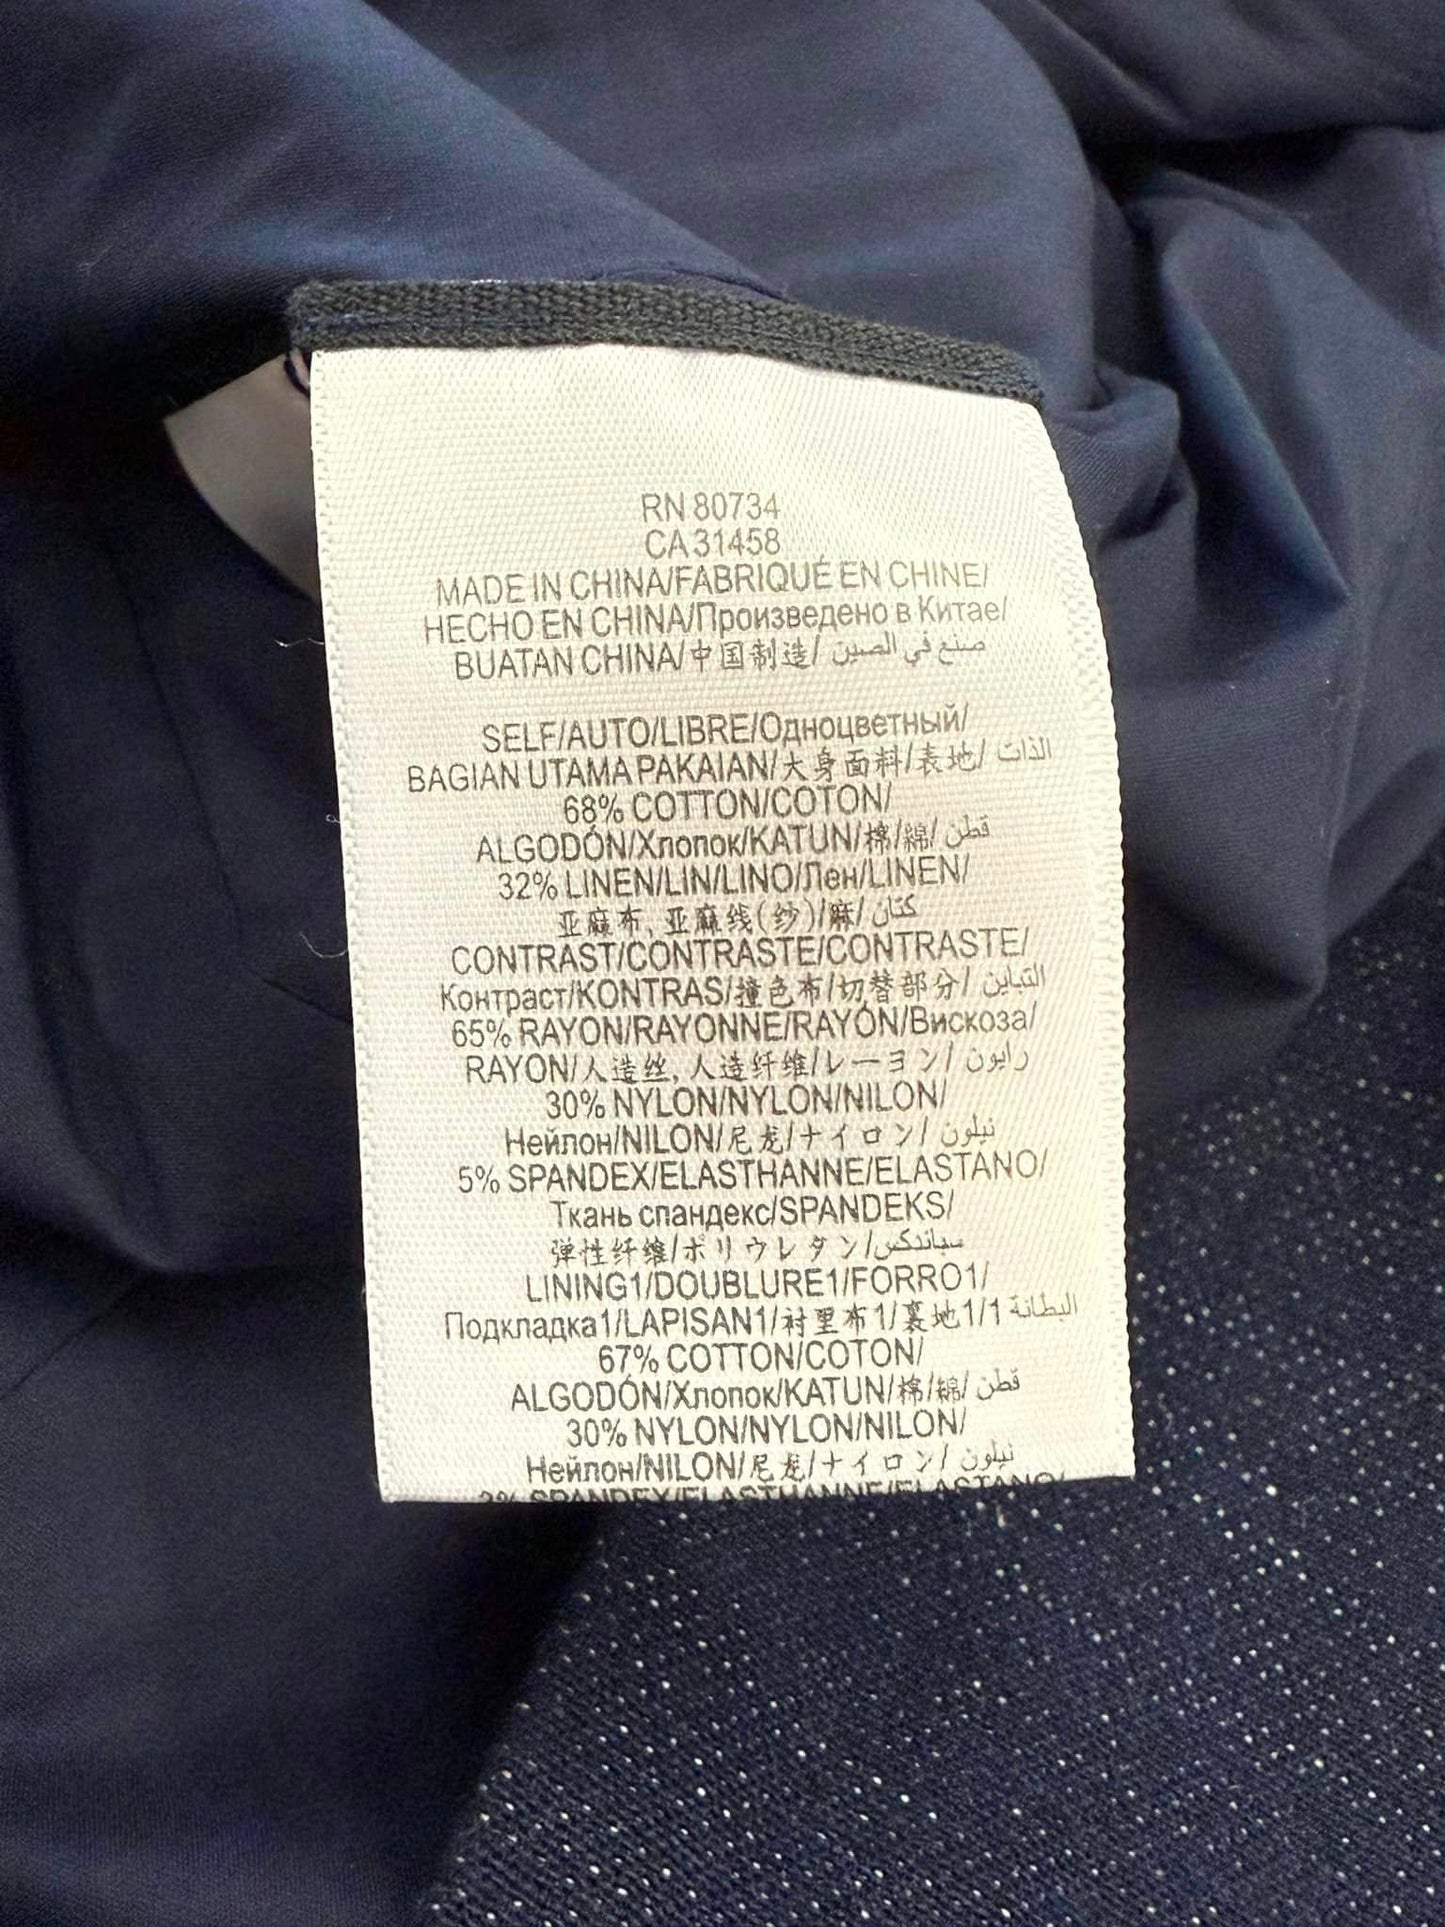 RN 80734
CA 31458
MADE IN CHINA/FABRIQUÉ EN CHINE/
HECHO EN CHINA/Произведено в Китае/
BUATAN CHINA/中国制造/ صنع في الصين
SELF/AUTO/LIBRE/Одноцветный/
BAGIAN UTAMA PAKAIAN/大身面料/表地/ الذات
68% COTTON/COTON/
ALGODÓN/Хлопок/KATUN/棉/綿/ قطن
32% LINEN/LIN/LINO/Лен/LINEN/
亚麻布, 亚麻线(纱)/麻/ كتان
CONTRAST/CONTRASTE/CONTRASTE/
Контраст/KONTRAS/撞色布/切替部分/ التباين
65% RAYON/RAYONNE/RAYÓN/Вискоза/
RAYON/人造丝, 人造纤维/レーヨン/ رايون
30% NYLON/NYLON/NILON/
Нейлон/NILON/尼龙/ナイロン/ نيلون
5% SPANDEX/ELASTHANNE/ELASTANO/
Ткань спандекс/SPANDEKS/
弹性纤维/ポリウレタン/سباندكس
LINING1/DOUBLURE1/FORRO1/
Подкладка1/LAPISAN1/衬里布1/裏地1/البطانة 1
67% COTTON/COTON/
ALGODÓN/Хлопок/KATUN/棉/綿/ قطن
30% NYLON/NYLON/NILON/
Нейлон/NILON/尼龙/ナイロン/ نيلون
3% SPANDEX/ELASTHANNE/ELASTANO/